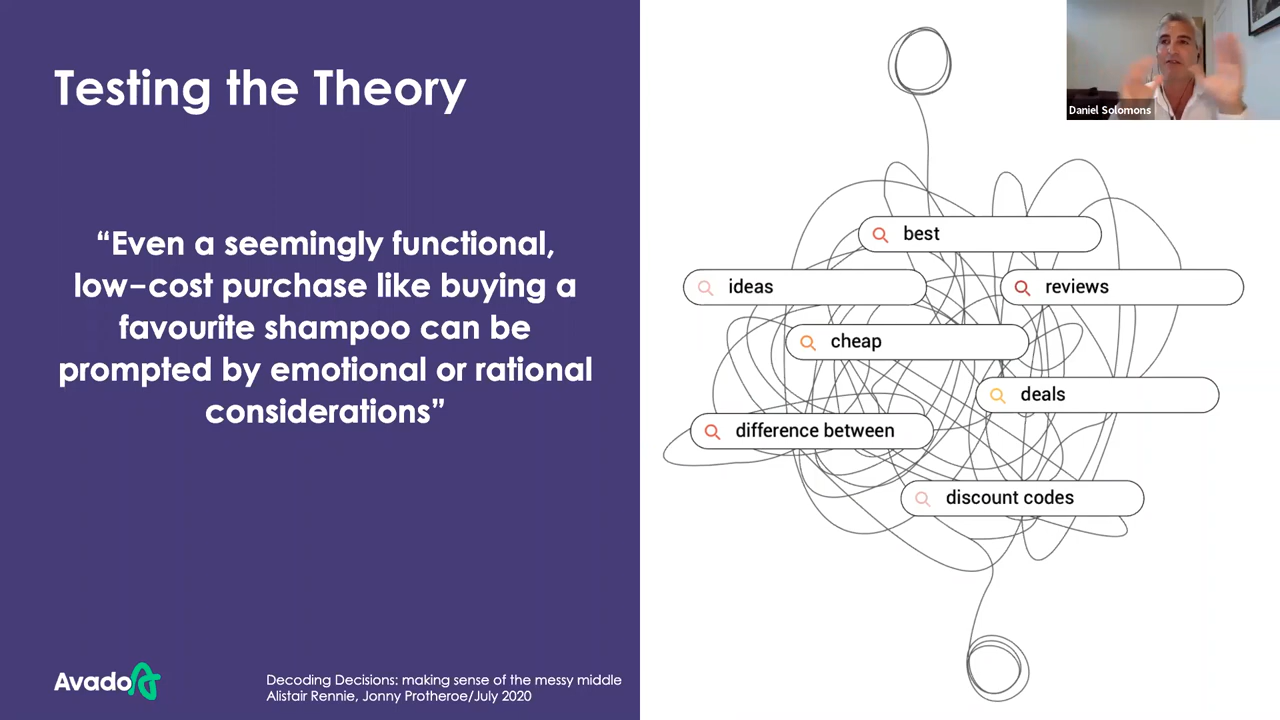 Testing the Theory
“Even a seemingly functional,
low-cost purchase like buying a
favourite shampoo can be
prompted by emotional or rational
considerations”
Avado
Decoding Decisions: making sense of the messy middle
Alistair Rennie, Jonny Protheroe/July 2020
best
ideas
reviews
cheap
deals
difference between
discount codes
Daniel Solomons